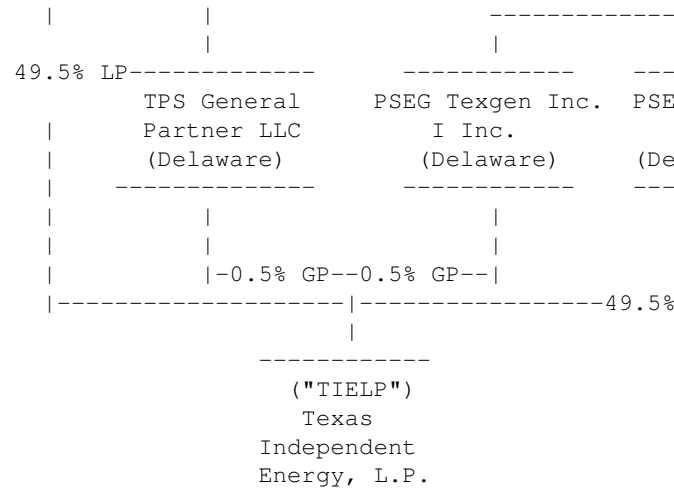 49.5% LP
TPS General PSEG Texgen Inc. PSE
Partner LLC I Inc.
(Delaware) (Delaware) (De
0.5% GP--0.5% GP
49.5%
("TIELP")
Texas
Independent
Energy, L.P.